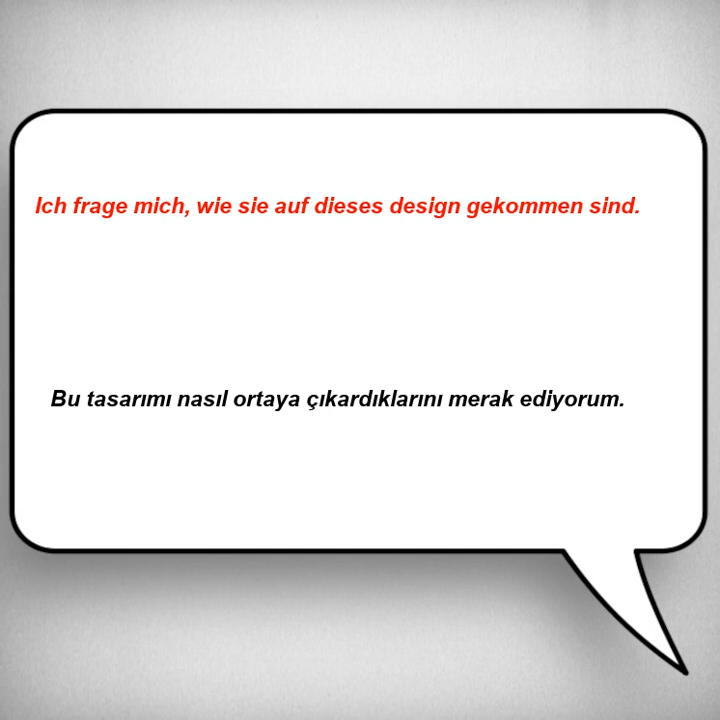 Ich frage mich, wie sie auf dieses design gekommen sind.
Bu tasarımı nasıl ortaya çıkardıklarını merak ediyorum.